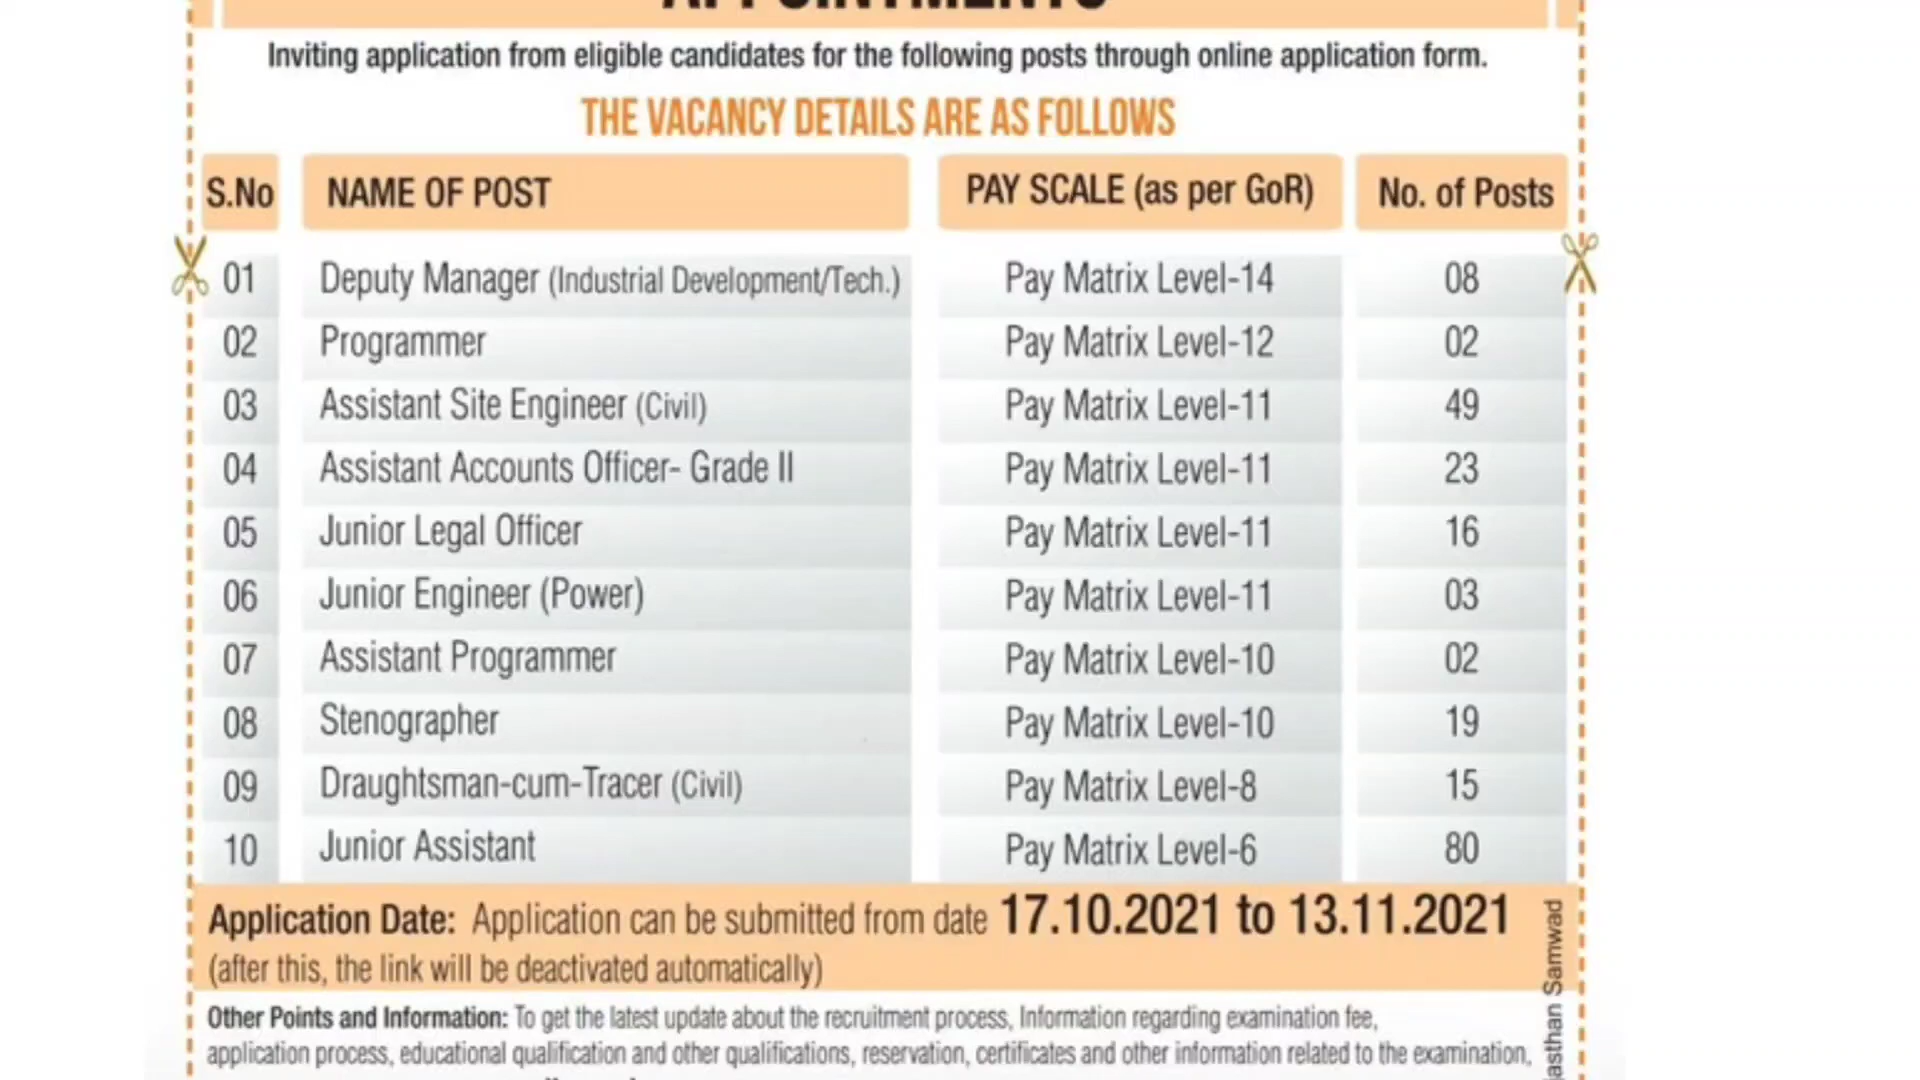 APPOINTMENTS
Inviting application from eligible candidates for the following posts through online application form.
THE VACANCY DETAILS ARE AS FOLLOWS
S.No NAME OF POST PAY SCALE (as per GoR) No. of Posts
01 Deputy Manager (Industrial Development/Tech.) Pay Matrix Level-14 08
02 Programmer Pay Matrix Level-12 02
03 Assistant Site Engineer (Civil) Pay Matrix Level-11 49
04 Assistant Accounts Officer- Grade II Pay Matrix Level-11 23
05 Junior Legal Officer Pay Matrix Level-11 16
06 Junior Engineer (Power) Pay Matrix Level-11 03
07 Assistant Programmer Pay Matrix Level-10 02
08 Stenographer Pay Matrix Level-10 19
09 Draughtsman-cum-Tracer (Civil) Pay Matrix Level-8 15
10 Junior Assistant Pay Matrix Level-6 80
Application Date: Application can be submitted from date 17.10.2021 to 13.11.2021
(after this, the link will be deactivated automatically)
Other Points and Information: To get the latest update about the recruitment process, Information regarding examination fee,
application process, educational qualification and other qualifications, reservation, certificates and other information related to the examination,
asthan Samwad